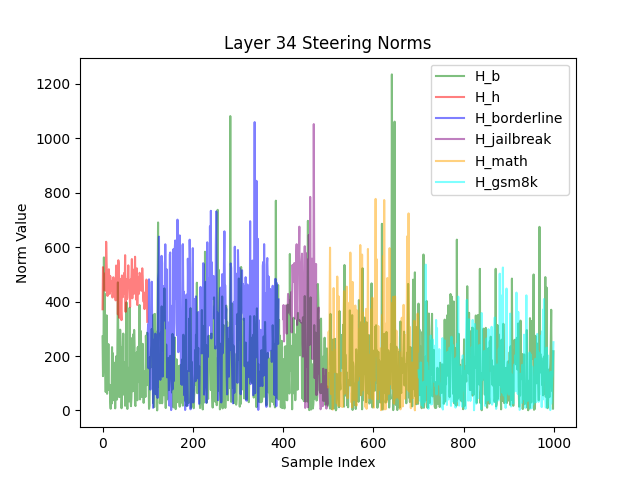 Layer 34 Steering Norms
Norm Value
1200
1000
800
600
400
200
0
H_b
H_h
H_borderline
H_jailbreak
H_math
H_gsm8k
0 200 400 600 800 1000
Sample Index